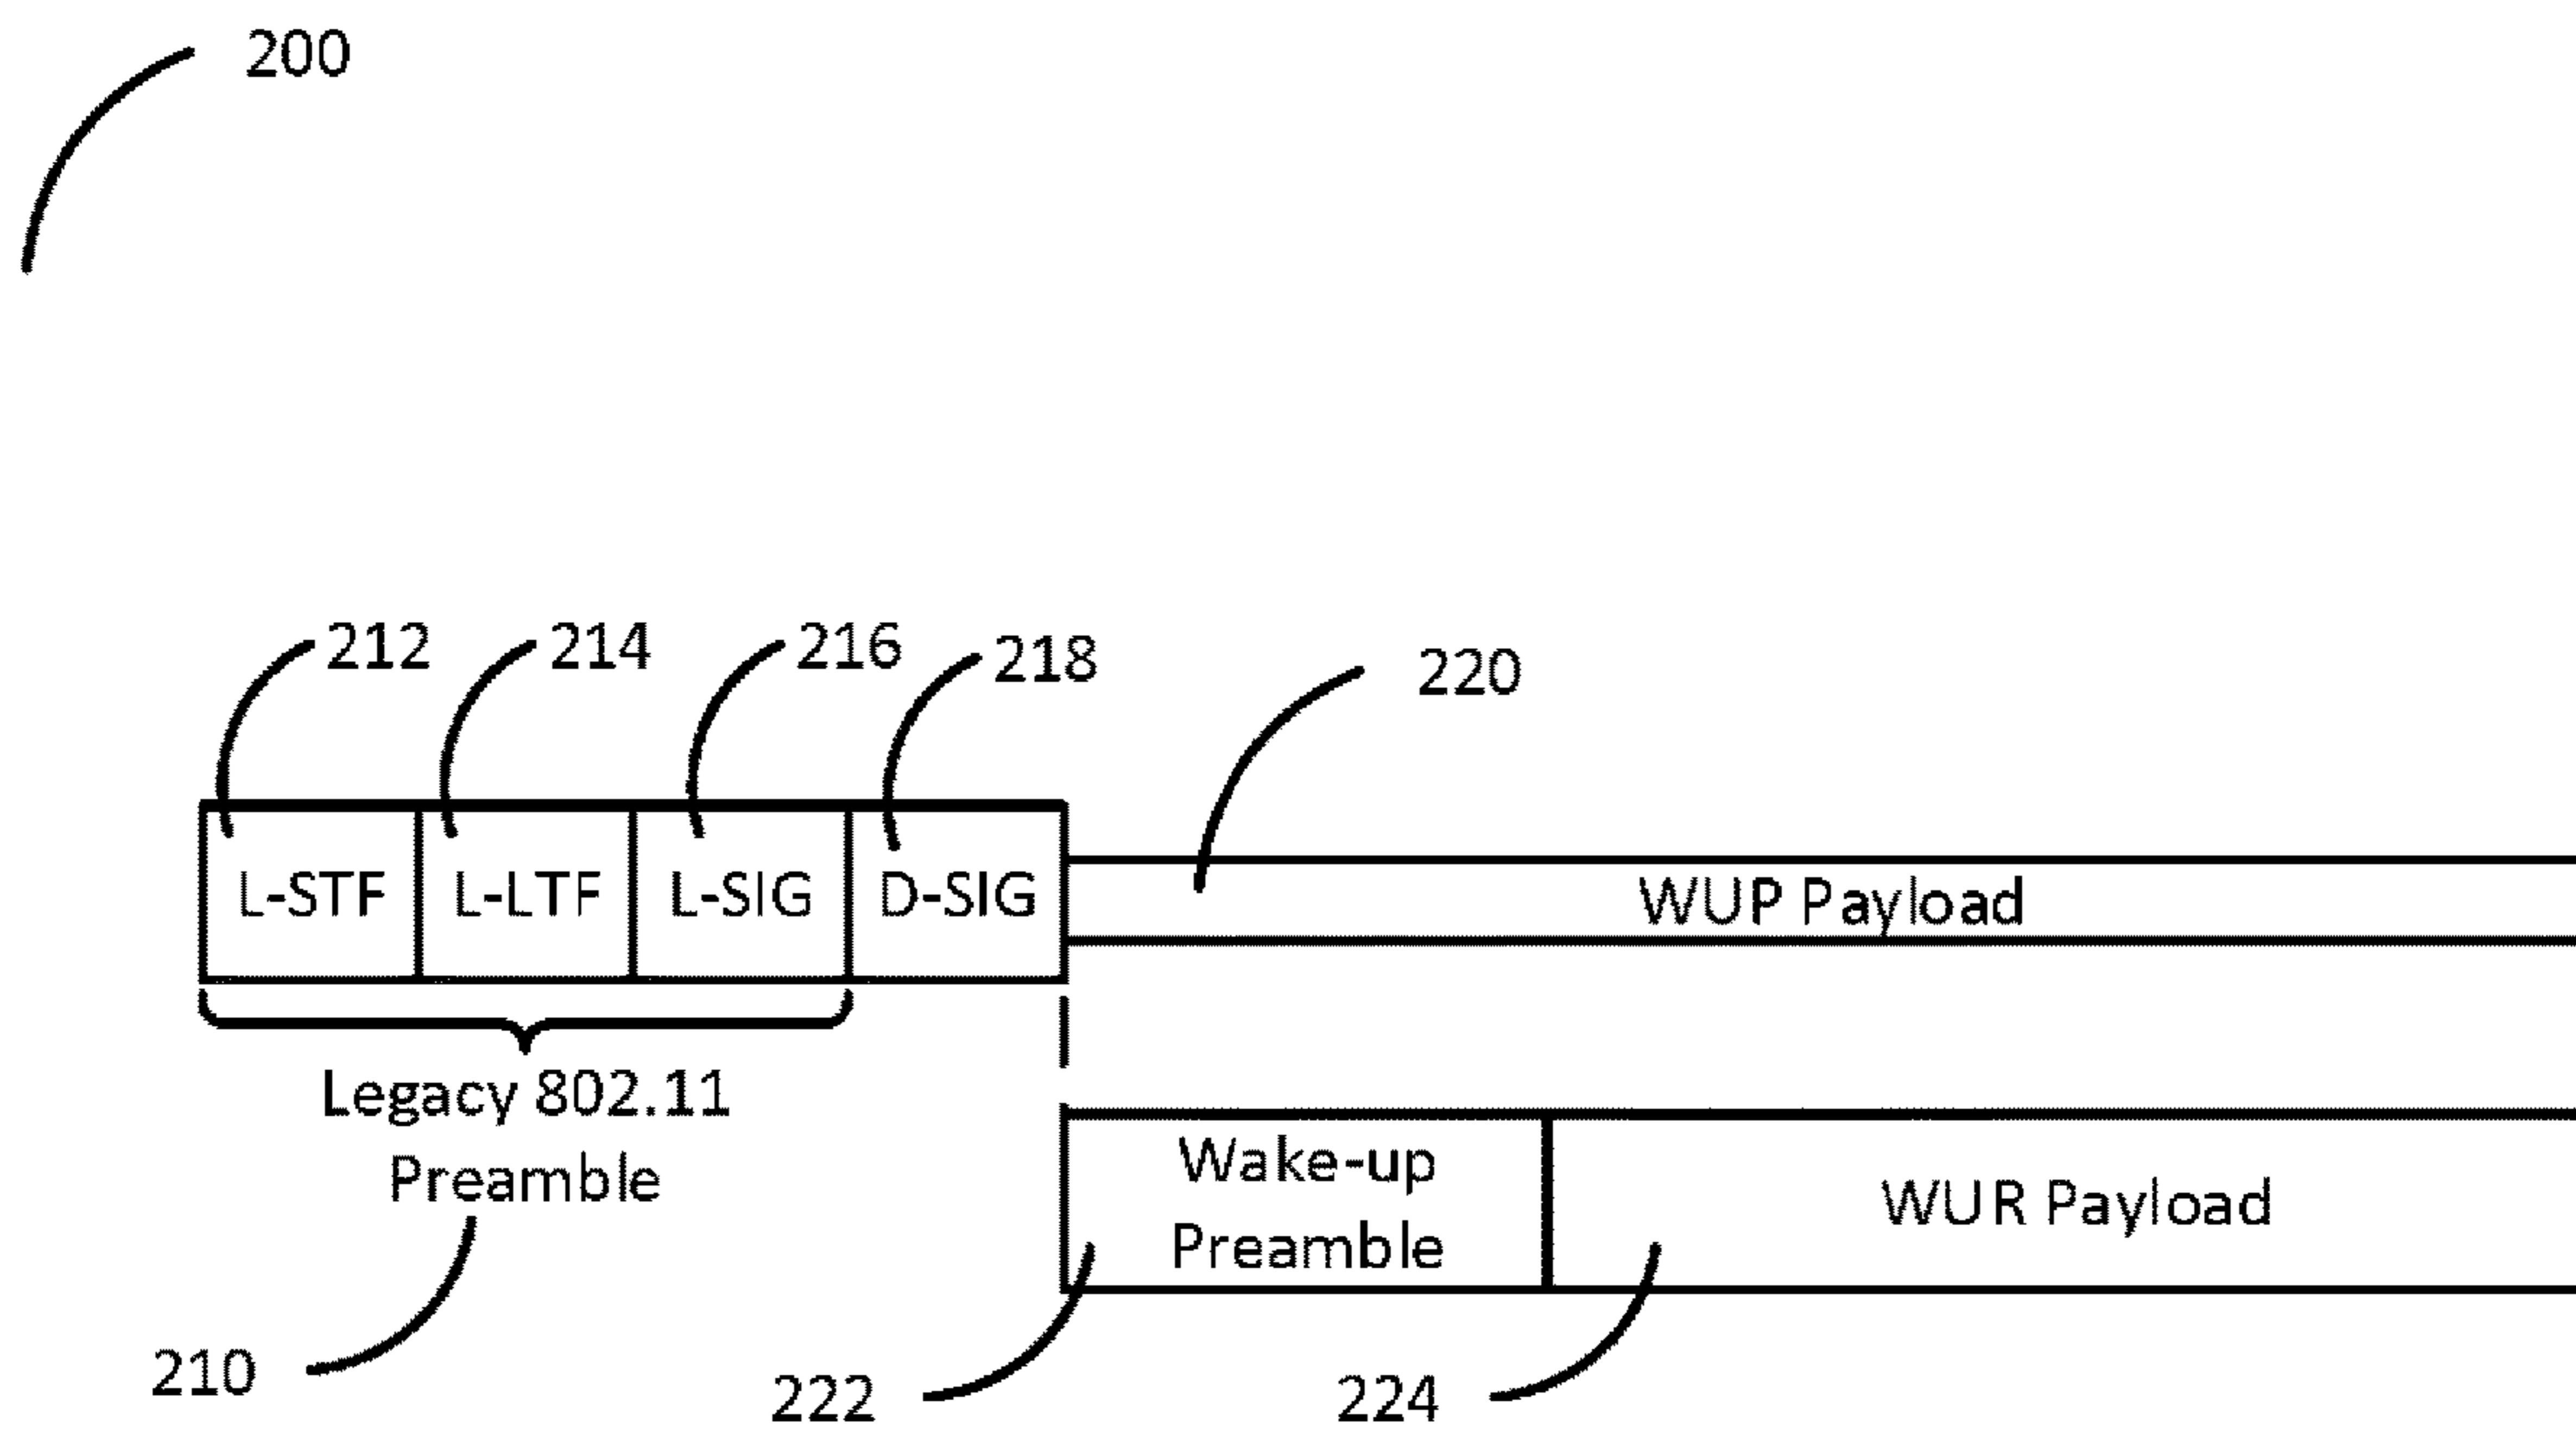 200
212 214 216 218 220
L-STF L-LTF L-SIG D-SIG WUP Payload
Legacy 802.11
Preamble
Wake-up
Preamble
WUR Payload
210 222 224